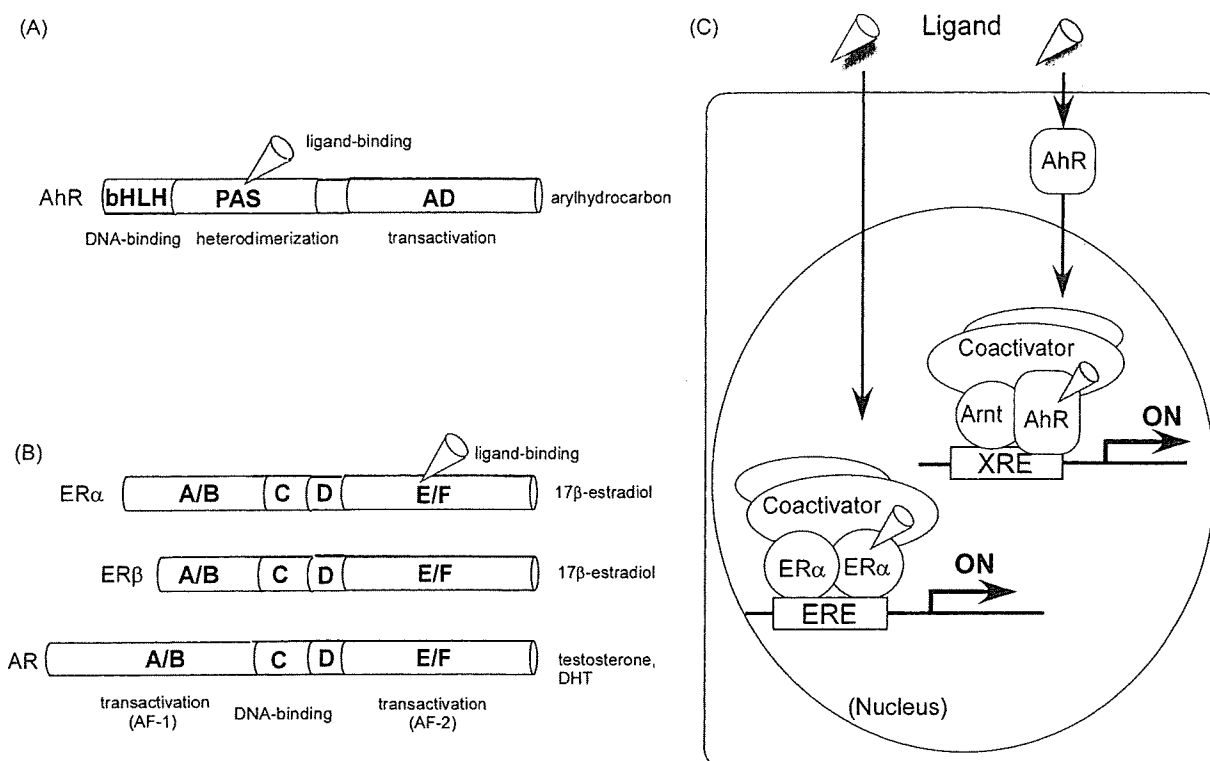 (A)
ligand-binding
AhR bHLH PAS AD arylhydrocarbon
DNA-binding heterodimerization transactivation
(B)
ligand-binding
ERα A/B C D E/F 17β-estradiol
ERβ A/B C D E/F 17β-estradiol
AR A/B C D E/F testosterone,
DHT
transactivation
(AF-1)
DNA-binding
transactivation
(AF-2)
(C)
Ligand
AhR
Coactivator
Arnt AhR
ON
XRE
Coactivator
ERα ERα
ON
ERE
(Nucleus)